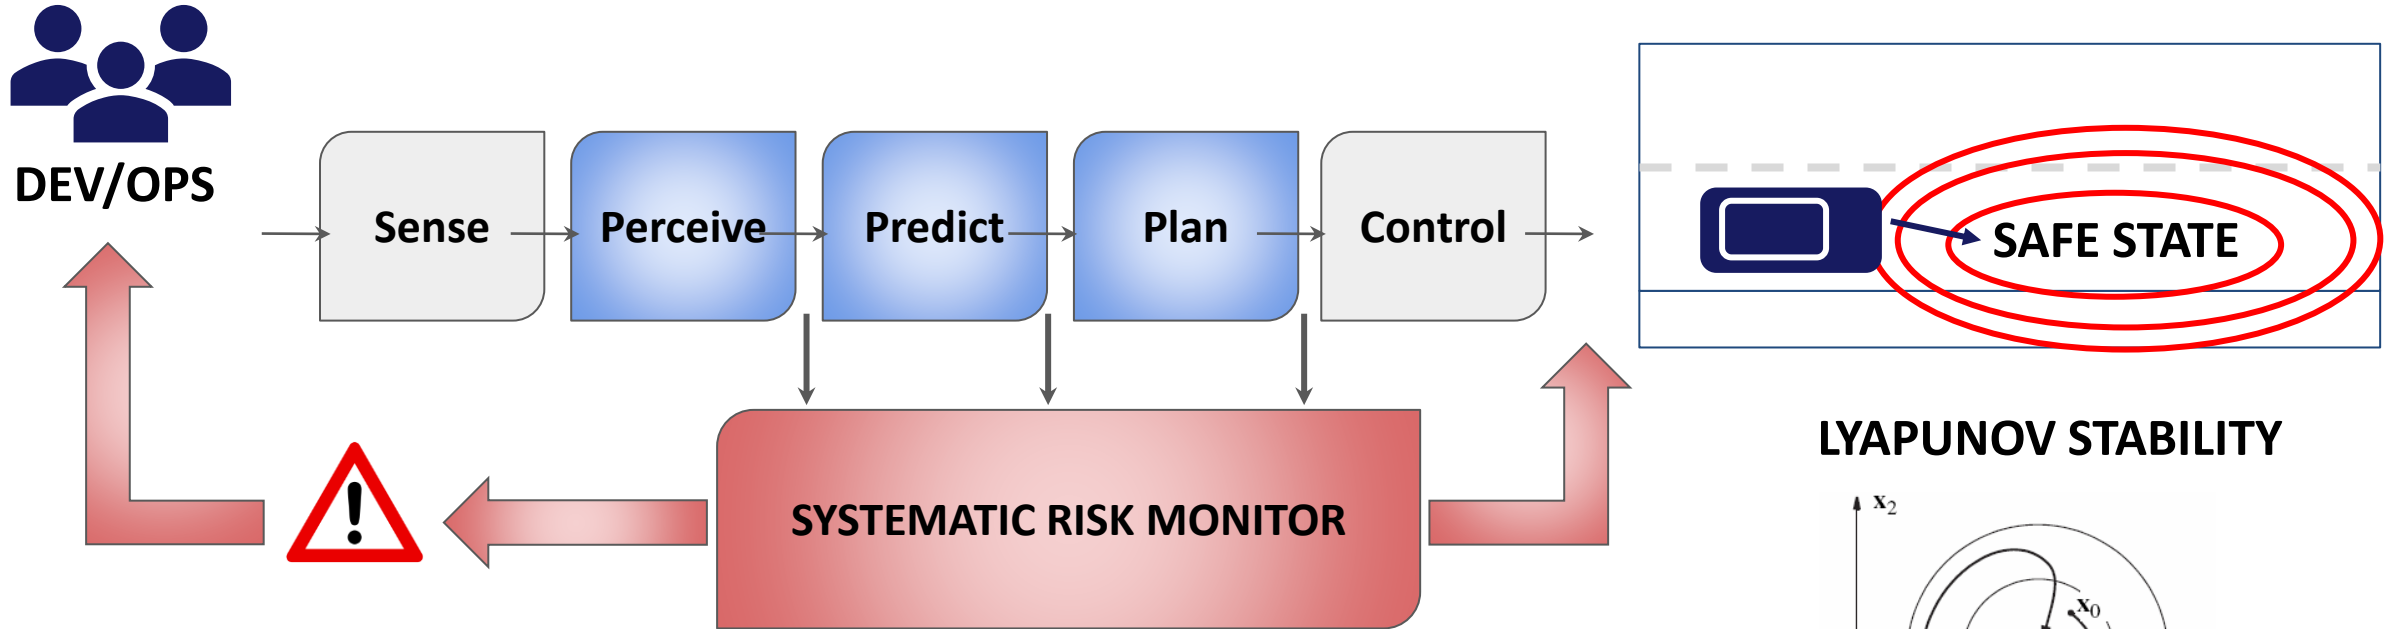 DEV/OPS
Sense
Perceive
Predict
Plan
Control
SAFE STATE
SYSTEMATIC RISK MONITOR
LYAPUNOV STABILITY
x₂
x₀